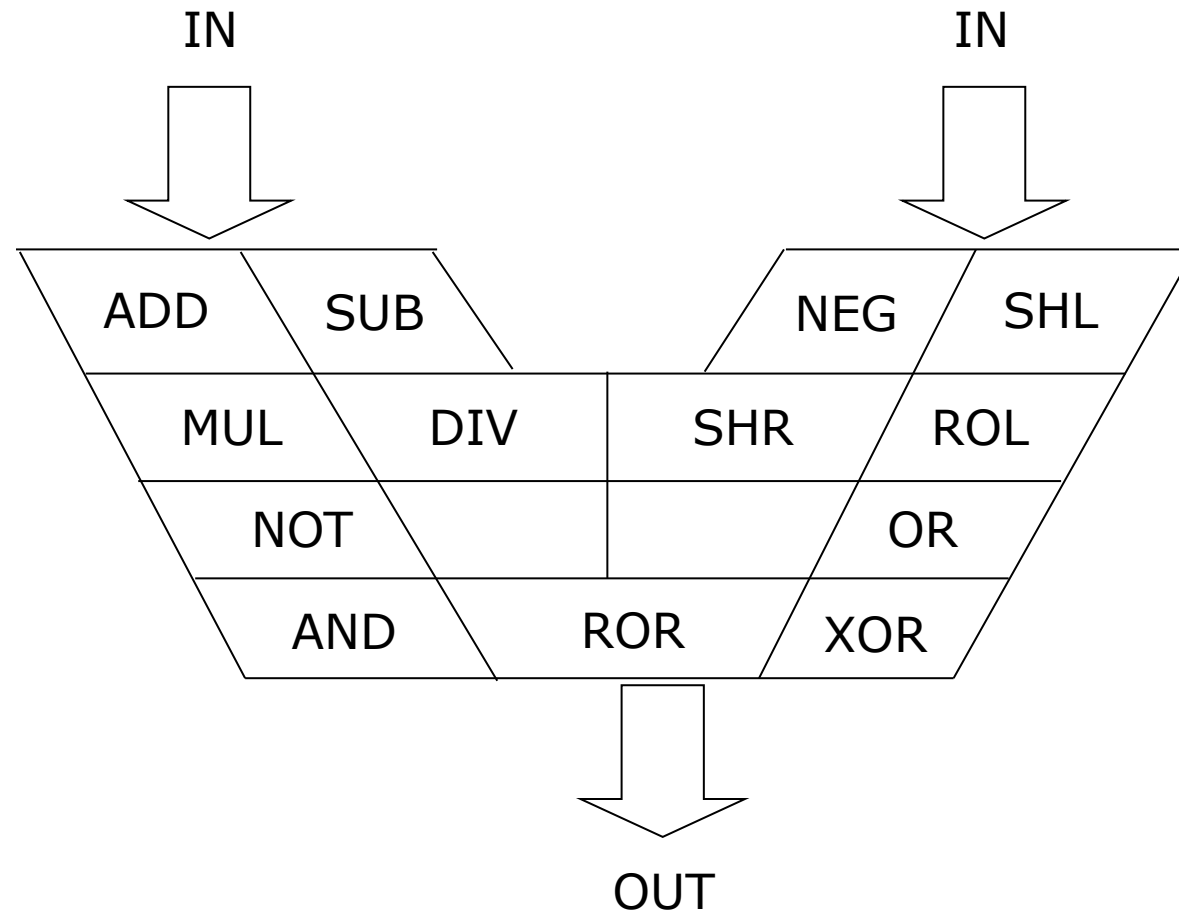 IN IN
ADD SUB NEG SHL
MUL DIV SHR ROL
NOT OR
AND ROR XOR
OUT